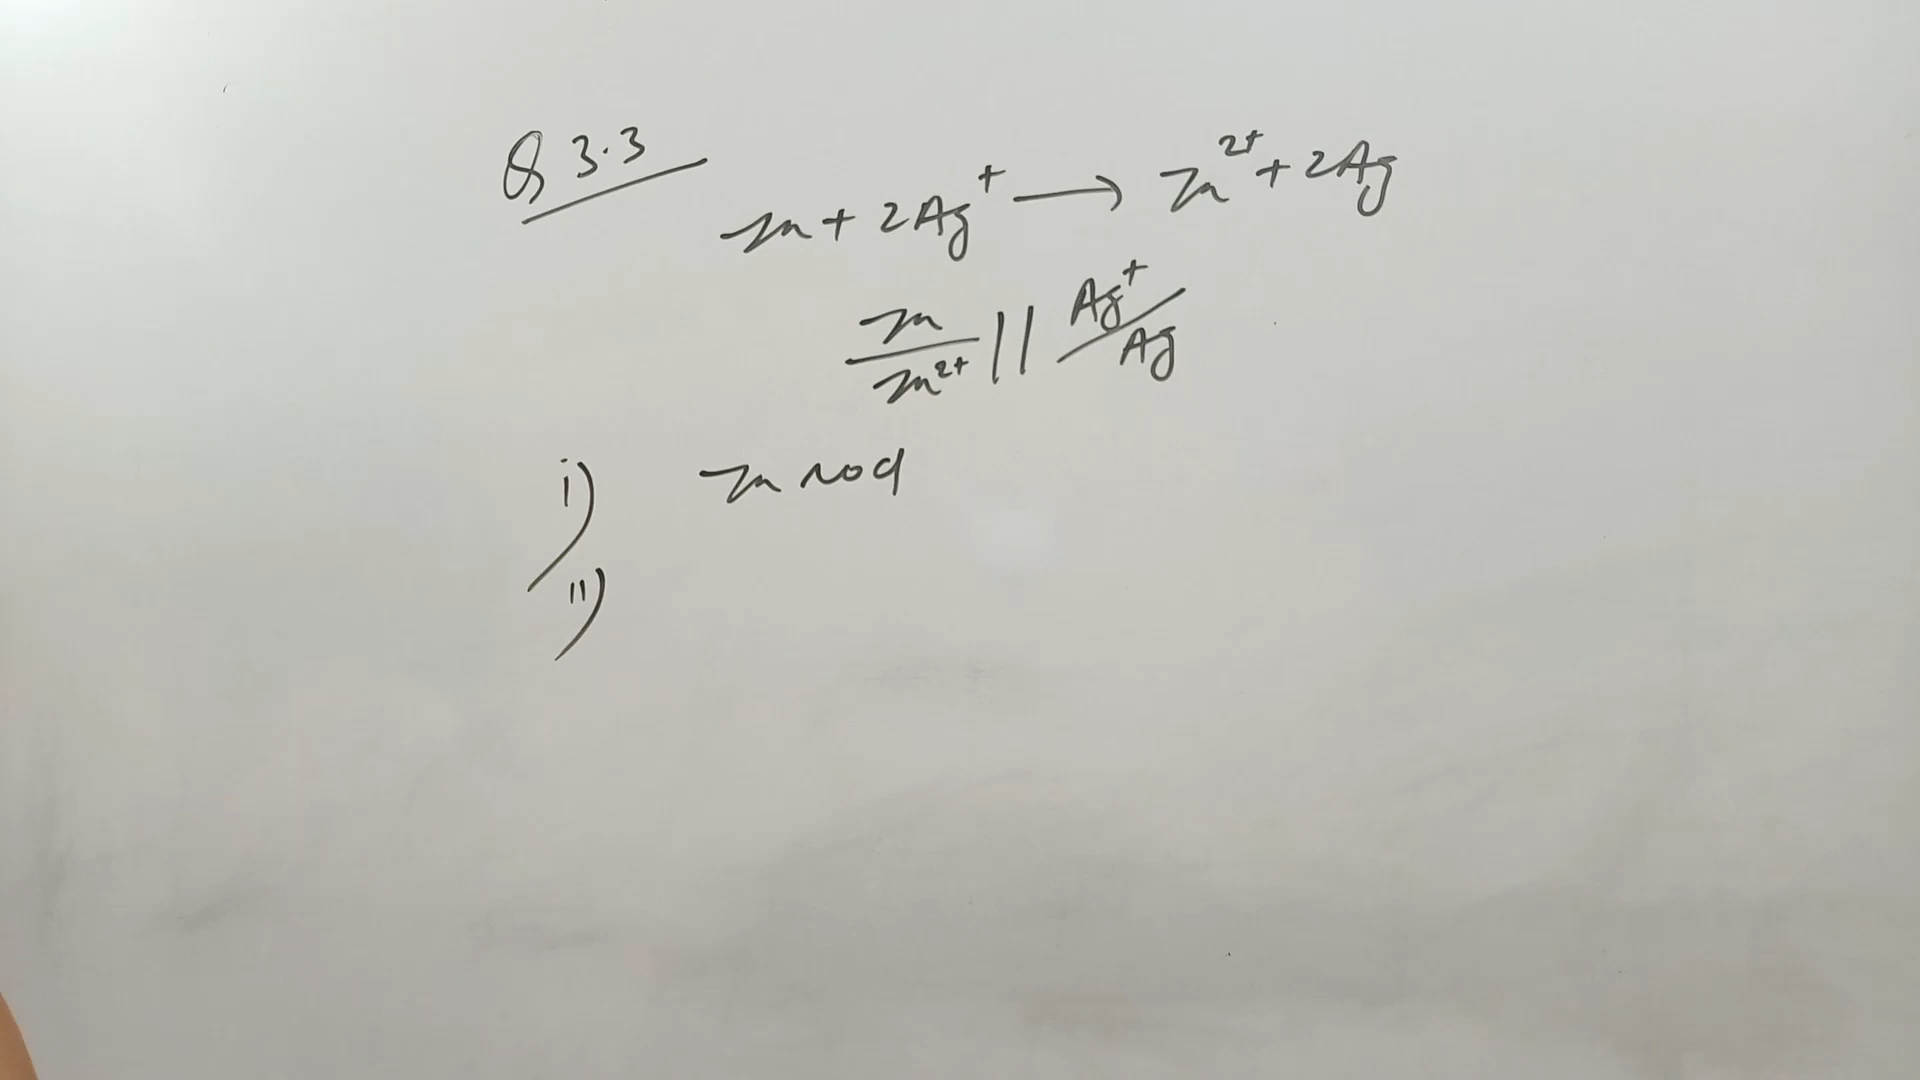 Q 3.3
Zn + 2Ag⁺ → Zn²⁺ + 2Ag
Zn/Zn²⁺ || Ag⁺/Ag
i) Zn rod
ii)